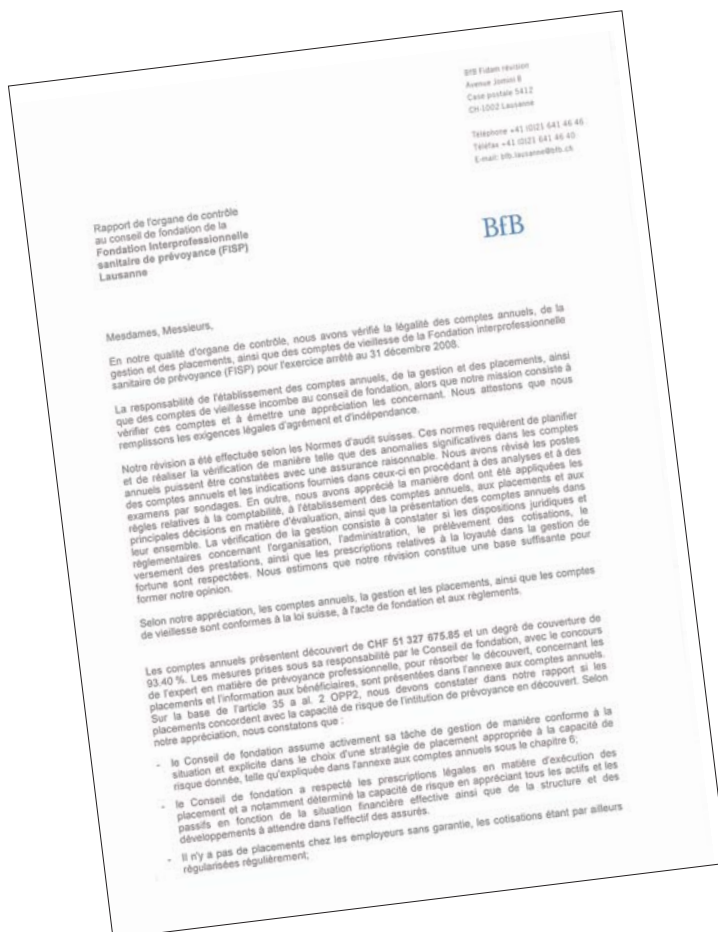 BfB Fidam révision
Avenue Jomini 8
Case postale 5412
CH-1002 Lausanne
Téléphone +41 (0)21 641 46 46
Téléfax +41 (0)21 641 46 40
E-mail: bfb.lausanne@bfb.ch
BfB
Rapport de l'organe de contrôle
au conseil de fondation de la
Fondation Interprofessionnelle
sanitaire de prévoyance (FISP)
Lausanne
Mesdames, Messieurs,
En notre qualité d'organe de contrôle, nous avons vérifié la légalité des comptes annuels, de la
gestion et des placements, ainsi que des comptes de vieillesse de la Fondation interprofessionnelle
sanitaire de prévoyance (FISP) pour l'exercice arrêté au 31 décembre 2008.
La responsabilité de l'établissement des comptes annuels, de la gestion et des placements, ainsi
que des comptes de vieillesse incombe au conseil de fondation, alors que notre mission consiste à
vérifier ces comptes et à émettre une appréciation les concernant. Nous attestons que nous
remplissons les exigences légales d'agrément et d'indépendance.
Notre révision a été effectuée selon les Normes d'audit suisses. Ces normes requièrent de planifier
et de réaliser la vérification de manière telle que des anomalies significatives dans les comptes
annuels puissent être constatées avec une assurance raisonnable. Nous avons révisé les postes
des comptes annuels et les indications fournies dans ceux-ci en procédant à des analyses et à des
examens par sondages. En outre, nous avons apprécié la manière dont ont été appliquées les
règles relatives à la comptabilité, à l'établissement des comptes annuels, aux placements et aux
principales décisions en matière d'évaluation, ainsi que la présentation des comptes annuels dans
leur ensemble. La vérification de la gestion consiste à constater si les dispositions juridiques et
réglementaires concernant l'organisation, l'administration, le prélèvement des cotisations, le
versement des prestations, ainsi que les prescriptions relatives à la loyauté dans la gestion de
fortune sont respectées. Nous estimons que notre révision constitue une base suffisante pour
former notre opinion.
Selon notre appréciation, les comptes annuels, la gestion et les placements, ainsi que les comptes
de vieillesse sont conformes à la loi suisse, à l'acte de fondation et aux règlements.
Les comptes annuels présentent découvert de CHF 51 327 675.85 et un degré de couverture de
93.40 %. Les mesures prises sous sa responsabilité par le Conseil de fondation, avec le concours
de l'expert en matière de prévoyance professionnelle, pour résorber le découvert, concernant les
placements et l'information aux bénéficiaires, sont présentées dans l'annexe aux comptes annuels.
Sur la base de l'article 35 a al. 2 OPP2, nous devons constater dans notre rapport si les
placements concordent avec la capacité de risque de l'intitution de prévoyance en découvert. Selon
notre appréciation, nous constatons que :
- le Conseil de fondation assume activement sa tâche de gestion de manière conforme à la
situation et explicite dans le choix d'une stratégie de placement appropriée à la capacité de
risque donnée, telle qu'expliquée dans l'annexe aux comptes annuels sous le chapitre 6;
- le Conseil de fondation a respecté les prescriptions légales en matière d'exécution des
placement et a notamment déterminé la capacité de risque en appréciant tous les actifs et les
passifs en fonction de la situation financière effective ainsi que de la structure et des
développements à attendre dans l'effectif des assurés.
- Il n'y a pas de placements chez les employeurs sans garantie, les cotisations étant par ailleurs
régularisées régulièrement;